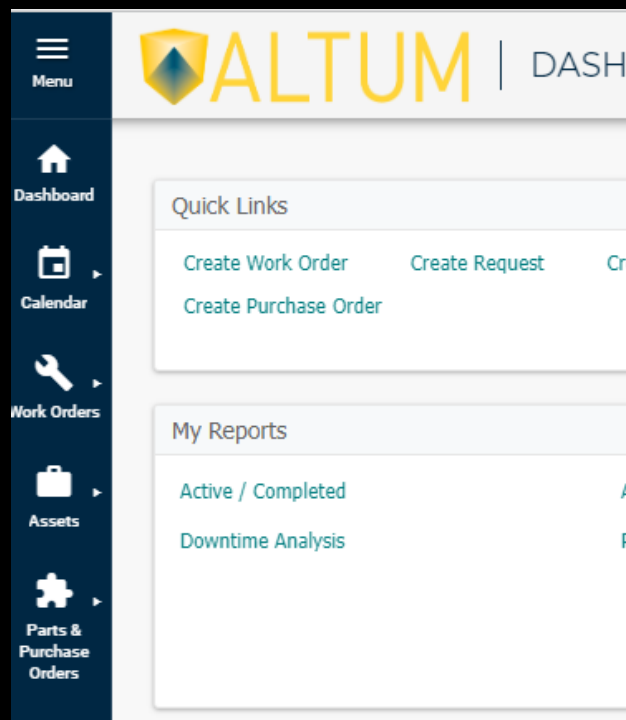 Menu
ALTUM
DASH
Dashboard
Quick Links
Create Work Order Create Request Cr
Calendar
Create Purchase Order
Work Orders
My Reports
Active / Completed
Assets
Downtime Analysis
Parts &
Purchase
Orders